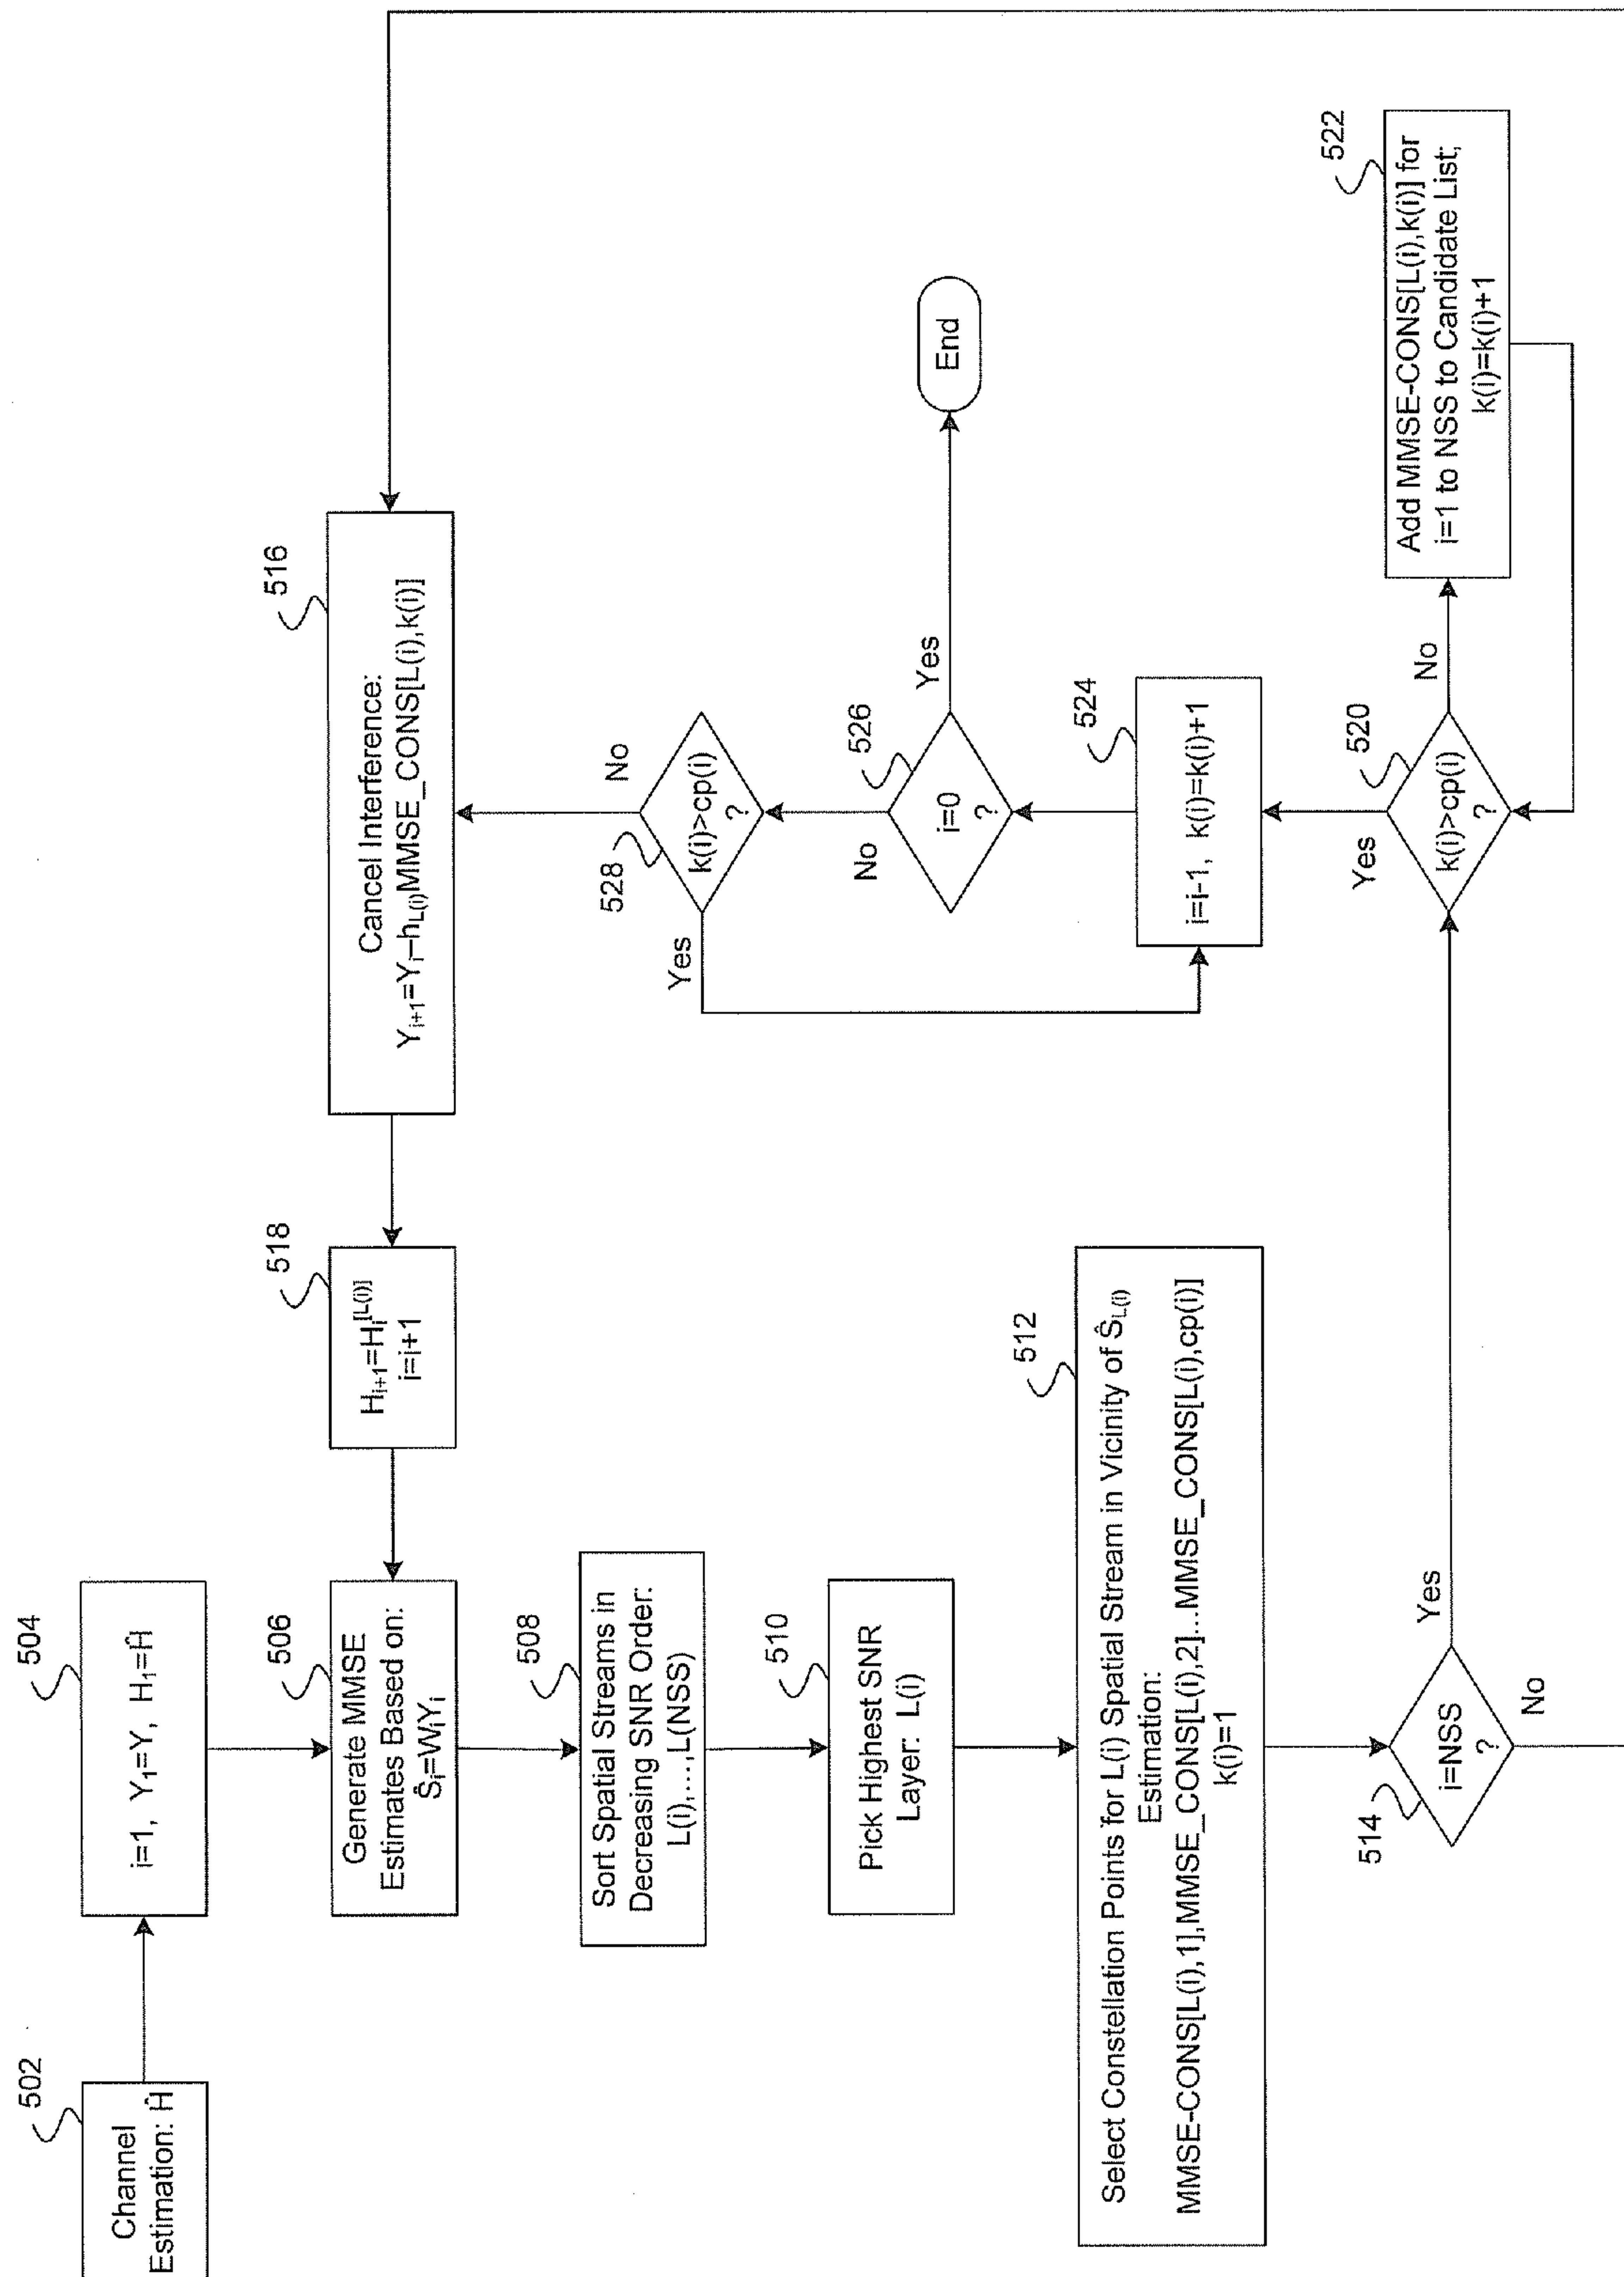 502
Channel
Estimation: Ĥ
504
i=1, Y₁=Y, H₁=Ĥ
506
Generate MMSE
Estimates Based on:
Ŝᵢ=WᵢYᵢ
508
Sort Spatial Streams in
Decreasing SNR Order:
L(i),...,L(NSS)
510
Pick Highest SNR
Layer: L(i)
512
Select Constellation Points for L(i) Spatial Stream in Vicinity of Ŝ_L(i)
Estimation:
MMSE-CONS[L(i),1],MMSE_CONS[L(i),2]...MMSE_CONS[L(i),cp(i)]
k(i)=1
514
i=NSS
?
Yes
No
516
Cancel Interference:
Yᵢ₊₁=Yᵢ–h_L(i)MMSE_CONS[L(i),k(i)]
518
Hᵢ₊₁=Hᵢ^[L(i)]
i=i+1
520
k(i)>cp(i)
?
Yes
No
522
Add MMSE-CONS[L(i),k(i)] for
i=1 to NSS to Candidate List;
k(i)=k(i)+1
524
i=i-1, k(i)=k(i)+1
526
i=0
?
Yes
No
End
528
k(i)>cp(i)
?
Yes
No